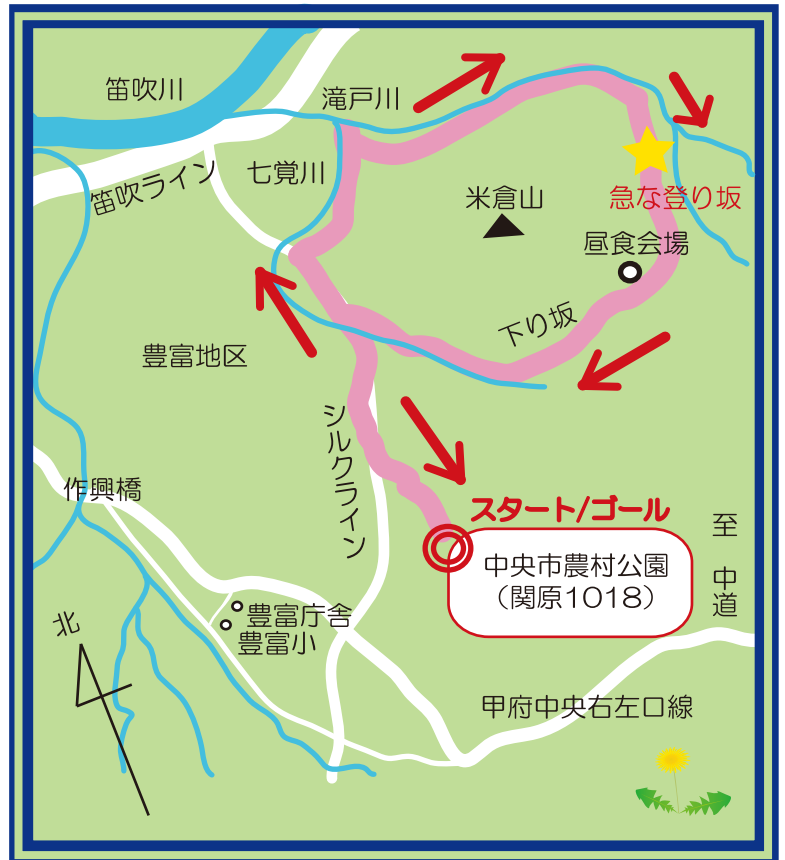 笛吹川
滝戸川
笛吹ライン
七覚川
米倉山
急な登り坂
昼食会場
下り坂
豊富地区
シルクライン
作興橋
スタート/ゴール
中央市農村公園
（関原1018）
至　中道
豊富庁舎
豊富小
北
甲府中央右左口線